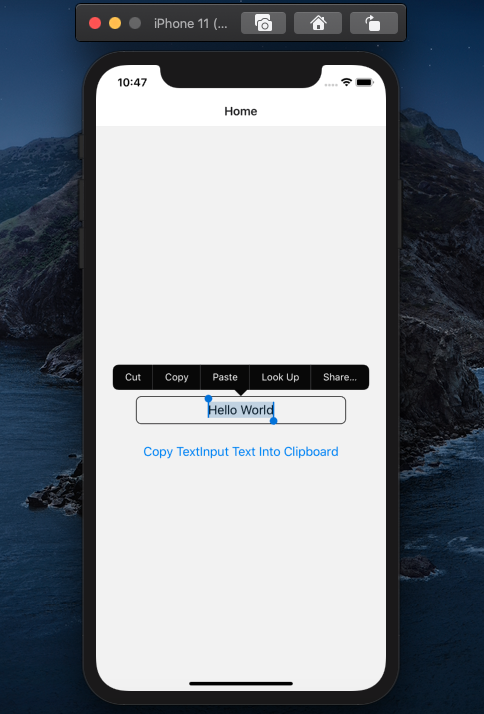 iPhone 11 (...
10:47
Home
Cut Copy Paste Look Up Share...
Hello World
Copy TextInput Text Into Clipboard